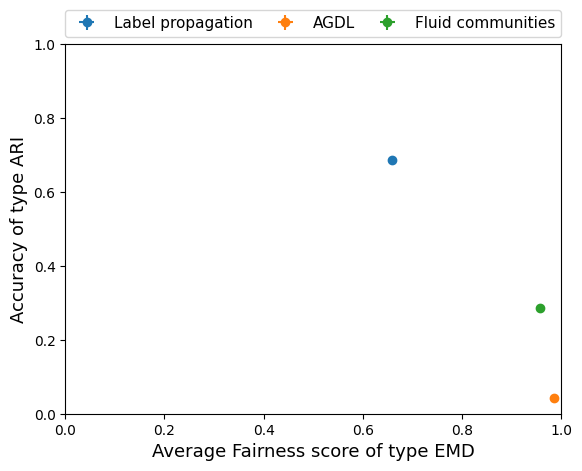 Label propagation AGDL Fluid communities
1.0
0.8
0.6
0.4
0.2
0.0
Accuracy of type ARI
0.0 0.2 0.4 0.6 0.8 1.0
Average Fairness score of type EMD